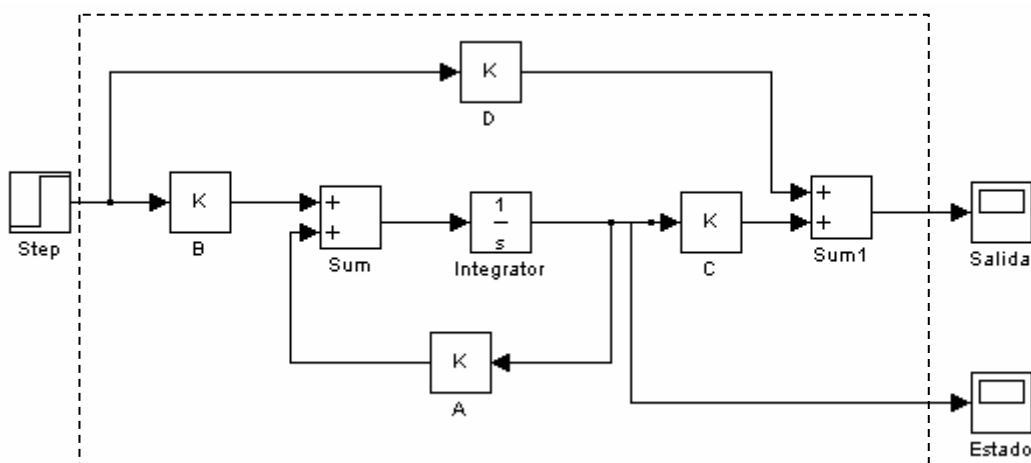 K
D
Step
K
B
+
+
Sum
1
s
Integrator
K
C
+
+
Sum1
Salida
K
A
Estado